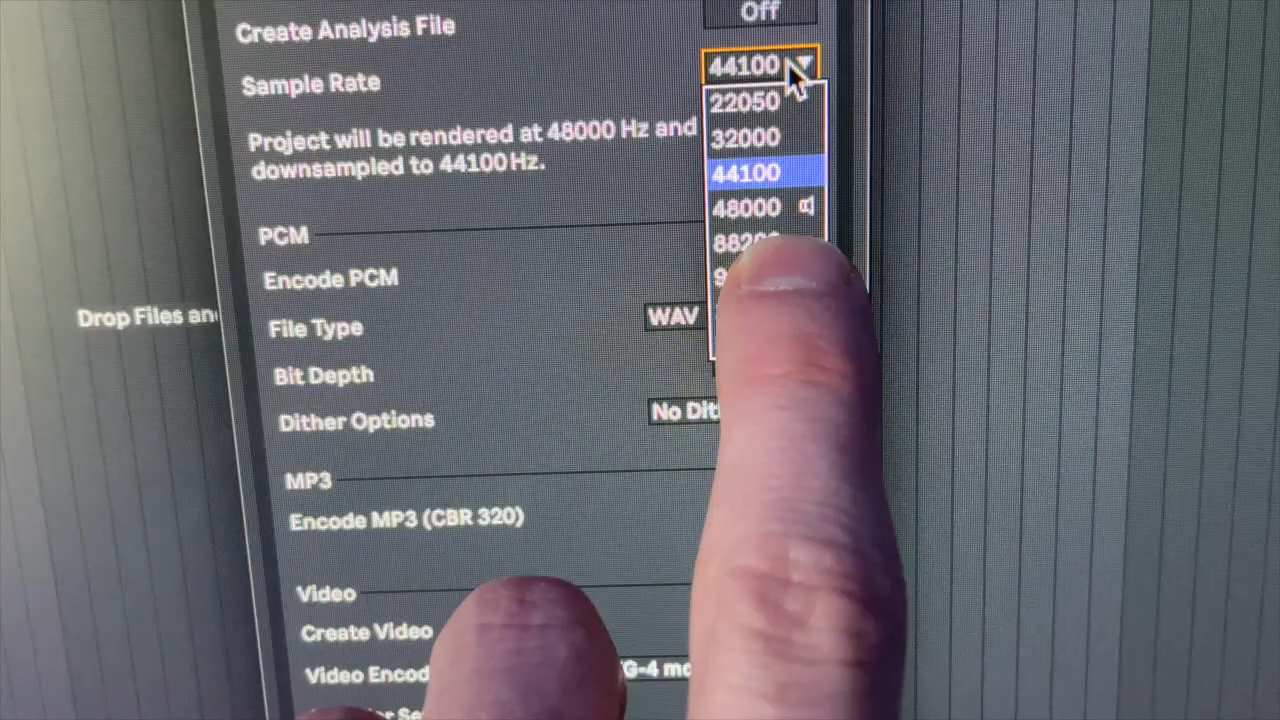 Create Analysis File
Off
Sample Rate
44100
22050
32000
44100
48000
Project will be rendered at 48000 Hz and
downsampled to 44100 Hz.
PCM
Encode PCM
File Type
WAV
Bit Depth
Dither Options
No
MP3
Encode MP3 (CBR 320)
Video
Create Video
Video
Drop Files